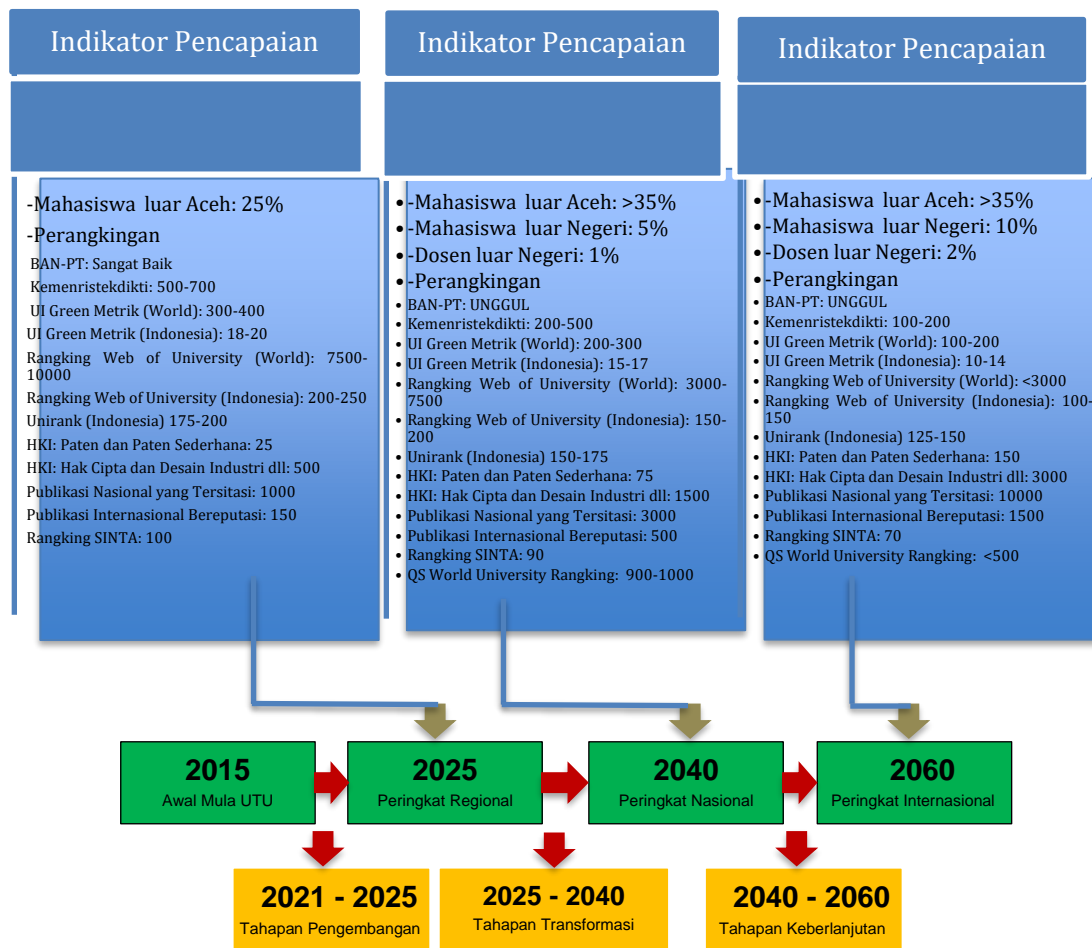 Indikator Pencapaian
-Mahasiswa luar Aceh: 25%
-Perangkingan
BAN-PT: Sangat Baik
Kemenristekdikti: 500-700
UI Green Metrik (World): 300-400
UI Green Metrik (Indonesia): 18-20
Rangking Web of University (World): 7500-
10000
Rangking Web of University (Indonesia): 200-250
Unirank (Indonesia) 175-200
HKI: Paten dan Paten Sederhana: 25
HKI: Hak Cipta dan Desain Industri dll: 500
Publikasi Nasional yang Tersitasi: 1000
Publikasi Internasional Bereputasi: 150
Rangking SINTA: 100
Indikator Pencapaian
•-Mahasiswa luar Aceh: >35%
•-Mahasiswa luar Negeri: 5%
•-Dosen luar Negeri: 1%
•-Perangkingan
• BAN-PT: UNGGUL
• Kemenristekdikti: 200-500
• UI Green Metrik (World): 200-300
• UI Green Metrik (Indonesia): 15-17
• Rangking Web of University (World): 3000-
7500
• Rangking Web of University (Indonesia): 150-
200
• Unirank (Indonesia) 150-175
• HKI: Paten dan Paten Sederhana: 75
• HKI: Hak Cipta dan Desain Industri dll: 1500
• Publikasi Nasional yang Tersitasi: 3000
• Publikasi Internasional Bereputasi: 500
• Rangking SINTA: 90
• QS World University Rangking: 900-1000
Indikator Pencapaian
•-Mahasiswa luar Aceh: >35%
•-Mahasiswa luar Negeri: 10%
•-Dosen luar Negeri: 2%
•-Perangkingan
• BAN-PT: UNGGUL
• Kemenristekdikti: 100-200
• UI Green Metrik (World): 100-200
• UI Green Metrik (Indonesia): 10-14
• Rangking Web of University (World): <3000
• Rangking Web of University (Indonesia): 100-
150
• Unirank (Indonesia) 125-150
• HKI: Paten dan Paten Sederhana: 150
• HKI: Hak Cipta dan Desain Industri dll: 3000
• Publikasi Nasional yang Tersitasi: 10000
• Publikasi Internasional Bereputasi: 1500
• Rangking SINTA: 70
• QS World University Rangking: <500
2015
Awal Mula UTU
2025
Peringkat Regional
2040
Peringkat Nasional
2060
Peringkat Internasional
2021 - 2025
Tahapan Pengembangan
2025 - 2040
Tahapan Transformasi
2040 - 2060
Tahapan Keberlanjutan